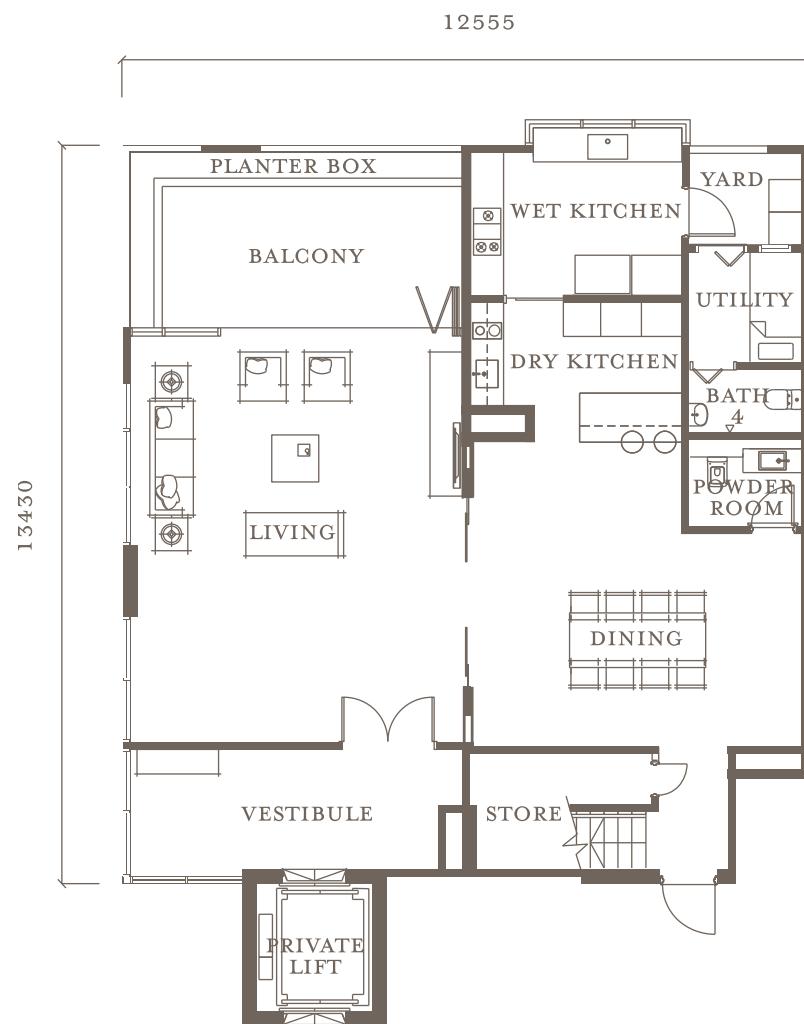 12555
PLANTER BOX
YARD
WET KITCHEN
BALCONY
UTILITY
DRY KITCHEN
BATH
4
13430
POWDER
ROOM
LIVING
DINING
VESTIBULE
STORE
PRIVATE
LIFT